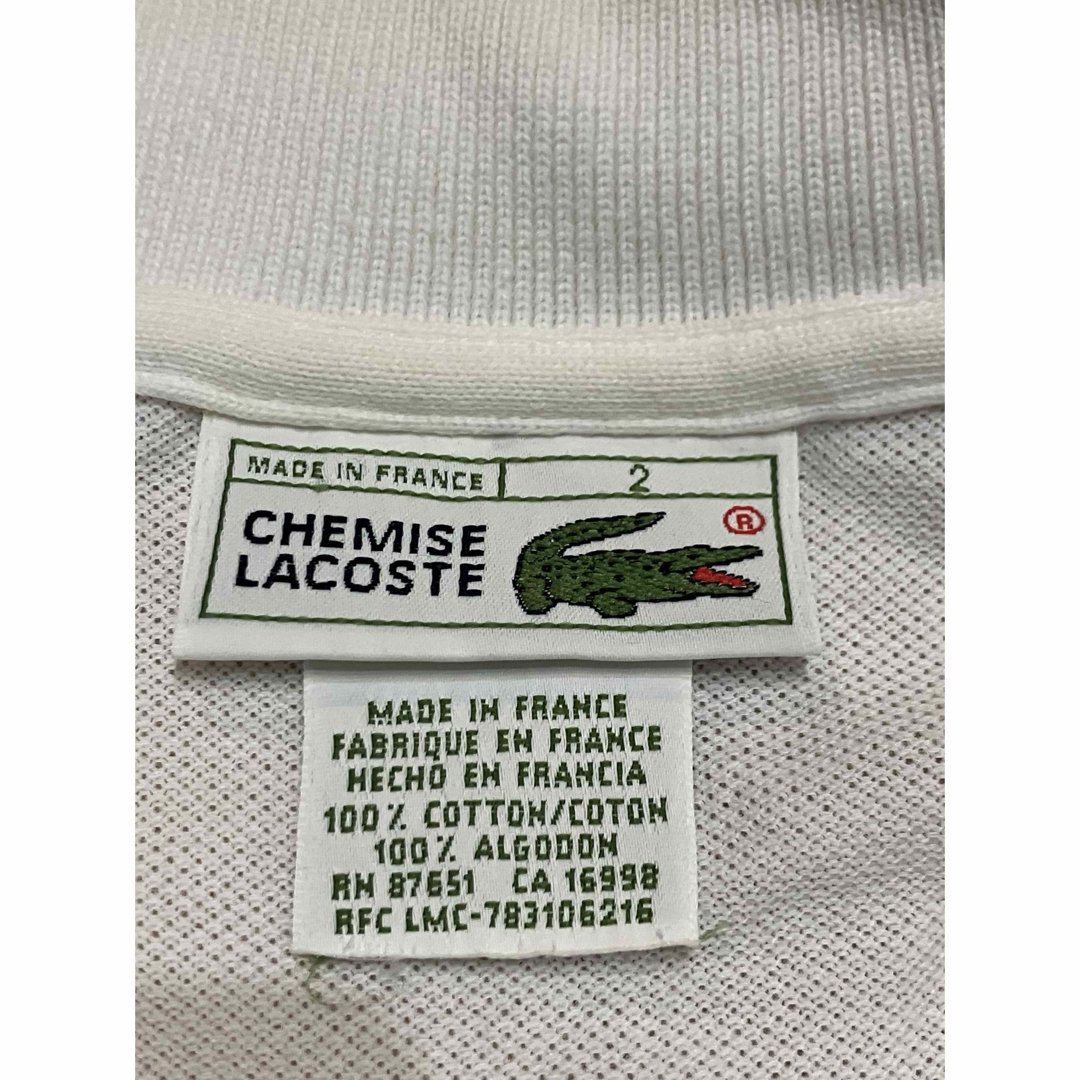 MADE IN FRANCE 2
CHEMISE
LACOSTE
®
MADE IN FRANCE
FABRIQUE EN FRANCE
HECHO EN FRANCIA
100% COTTON/COTON
100% ALGODON
RN 87651 CA 16998
RFC LMC-783106216